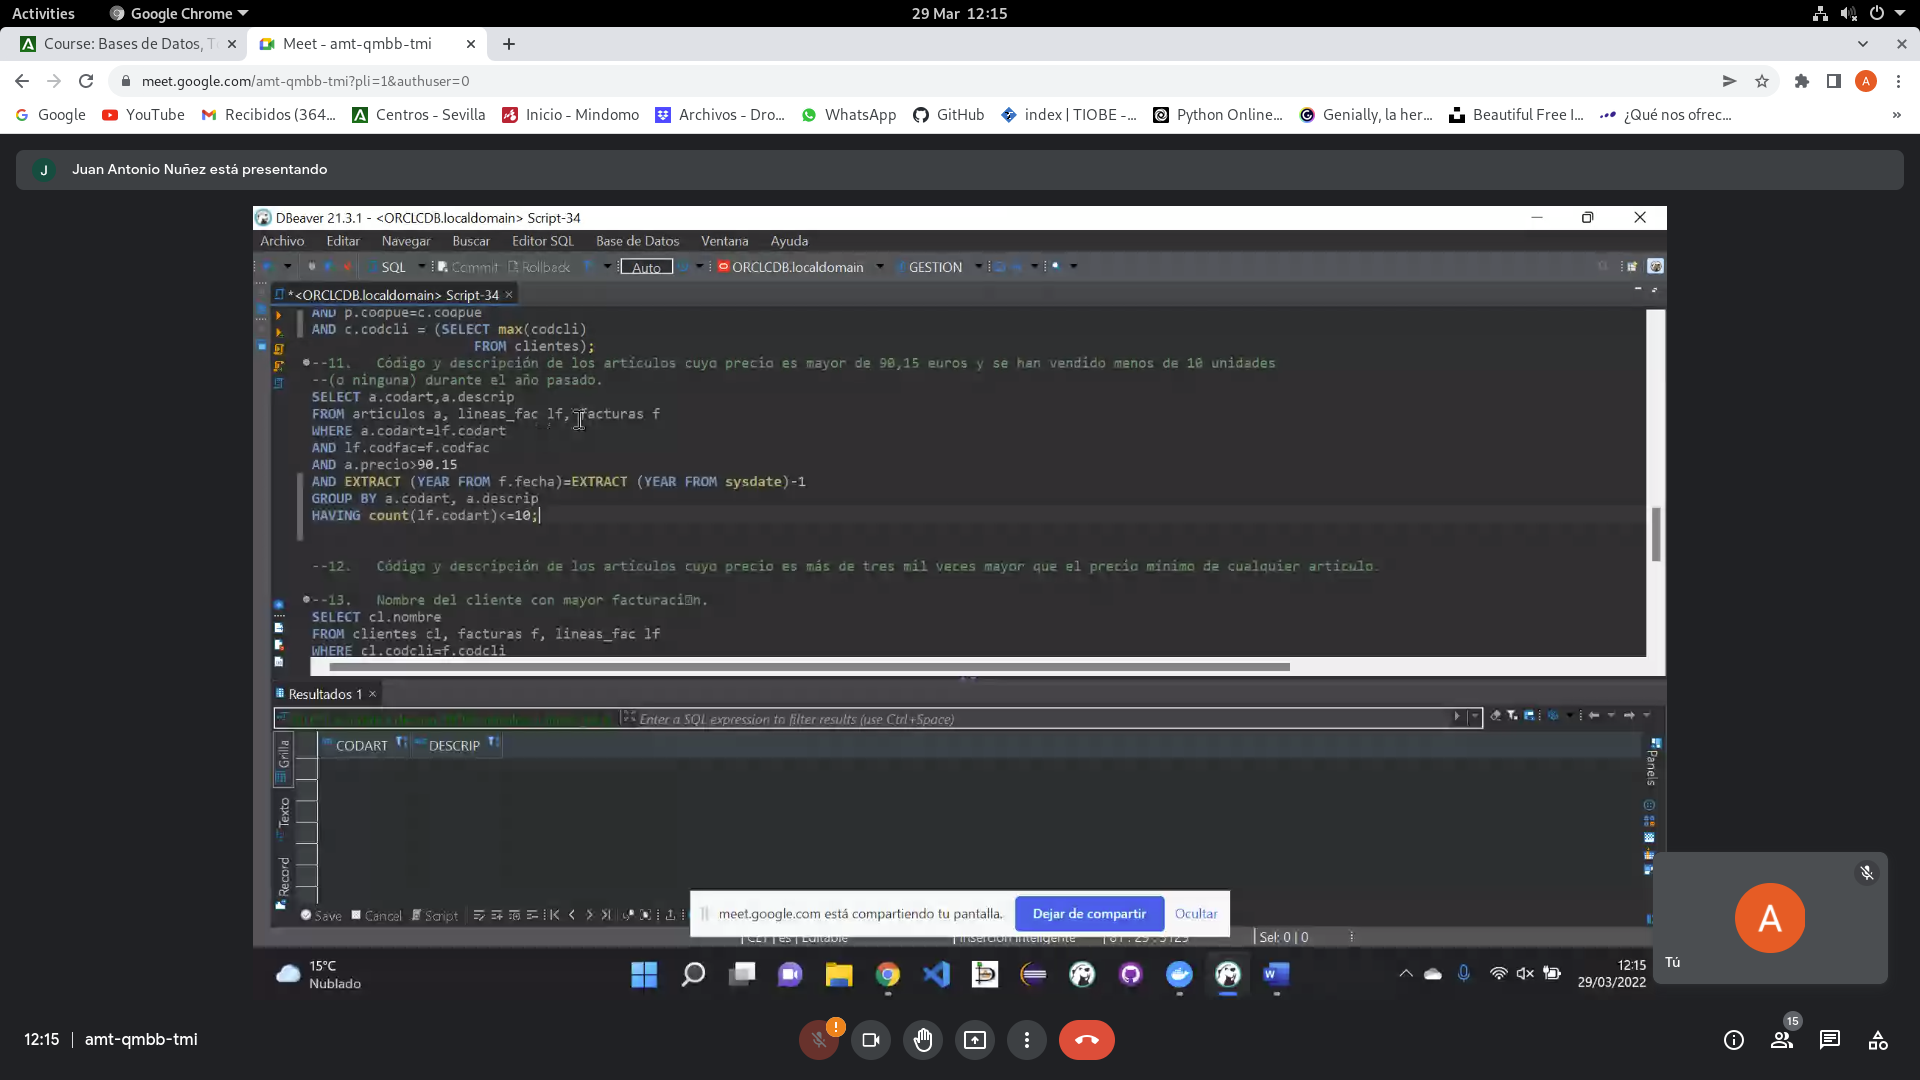 Activities
Google Chrome
29 Mar 12:15
Course: Bases de Datos, T
Meet - amt-qmbb-tmi
meet.google.com/amt-qmbb-tmi?pli=1&authuser=0
A
Google
YouTube
Recibidos (364...
Centros - Sevilla
Inicio - Mindomo
Archivos - Dro...
WhatsApp
GitHub
index | TIOBE -...
Python Online...
Genially, la her...
Beautiful Free I...
¿Qué nos ofrec...
»
J
Juan Antonio Nuñez está presentando
DBeaver 21.3.1 - <ORCLCDB.localdomain> Script-34
Archivo Editar Navegar Buscar Editor SQL Base de Datos Ventana Ayuda
SQL Commit Rollback Auto ORCLCDB.localdomain GESTION
*<ORCLCDB.localdomain> Script-34
AND p.codpue=c.codpue
AND c.codcli = (SELECT max(codcli)
FROM clientes);
--11. Código y descripción de los artículos cuyo precio es mayor de 90,15 euros y se han vendido menos de 10 unidades
--(o ninguna) durante el año pasado.
SELECT a.codart,a.descrip
FROM articulos a, lineas_fac lf, facturas f
WHERE a.codart=lf.codart
AND lf.codfac=f.codfac
AND a.precio>90.15
AND EXTRACT (YEAR FROM f.fecha)=EXTRACT (YEAR FROM sysdate)-1
GROUP BY a.codart, a.descrip
HAVING count(lf.codart)<=10;
--12. Código y descripción de los artículos cuyo precio es más de tres mil veces mayor que el precio mínimo de cualquier artículo.
--13. Nombre del cliente con mayor facturaci�n.
SELECT cl.nombre
FROM clientes cl, facturas f, lineas_fac lf
WHERE cl.codcli=f.codcli
Resultados 1
Enter a SQL expression to filter results (use Ctrl+Space)
CODART DESCRIP
Grilla
Texto
Record
Panels
Save Cancel Script
meet.google.com está compartiendo tu pantalla.
Dejar de compartir
Ocultar
CET | es | Editable
Inserción Inteligente
Sel: 0 | 0
15°C
Nublado
12:15
29/03/2022
A
Tú
12:15 | amt-qmbb-tmi
!
15